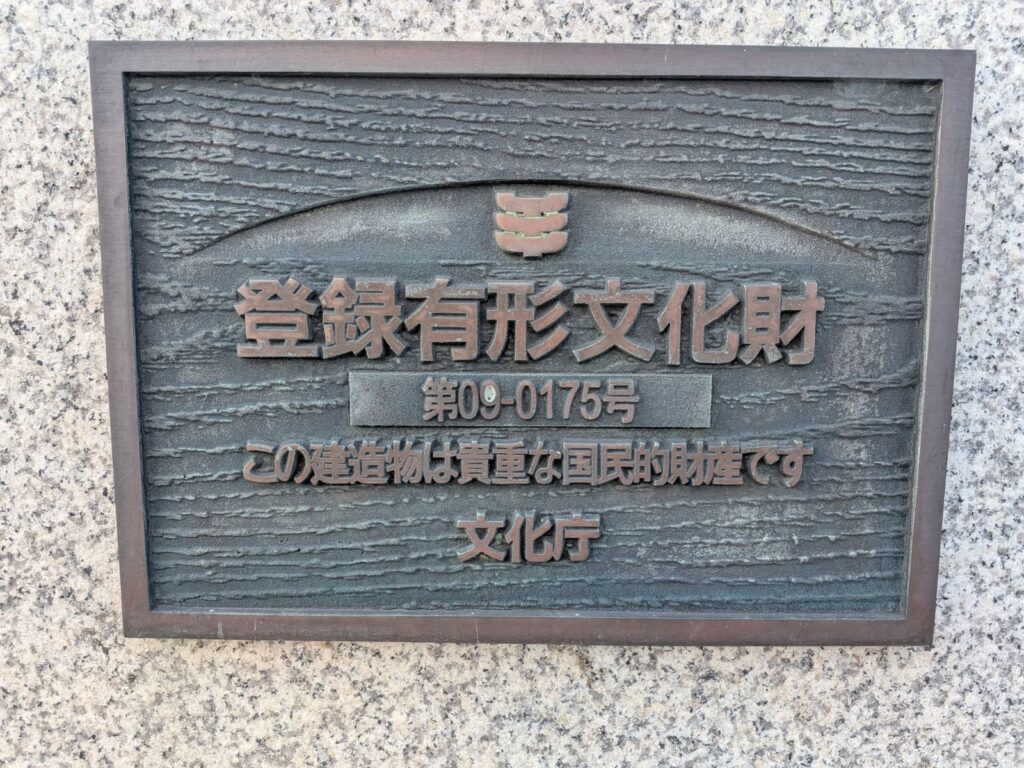 登録有形文化財
第09-0175号
この建造物は貴重な国民的財産です
文化庁